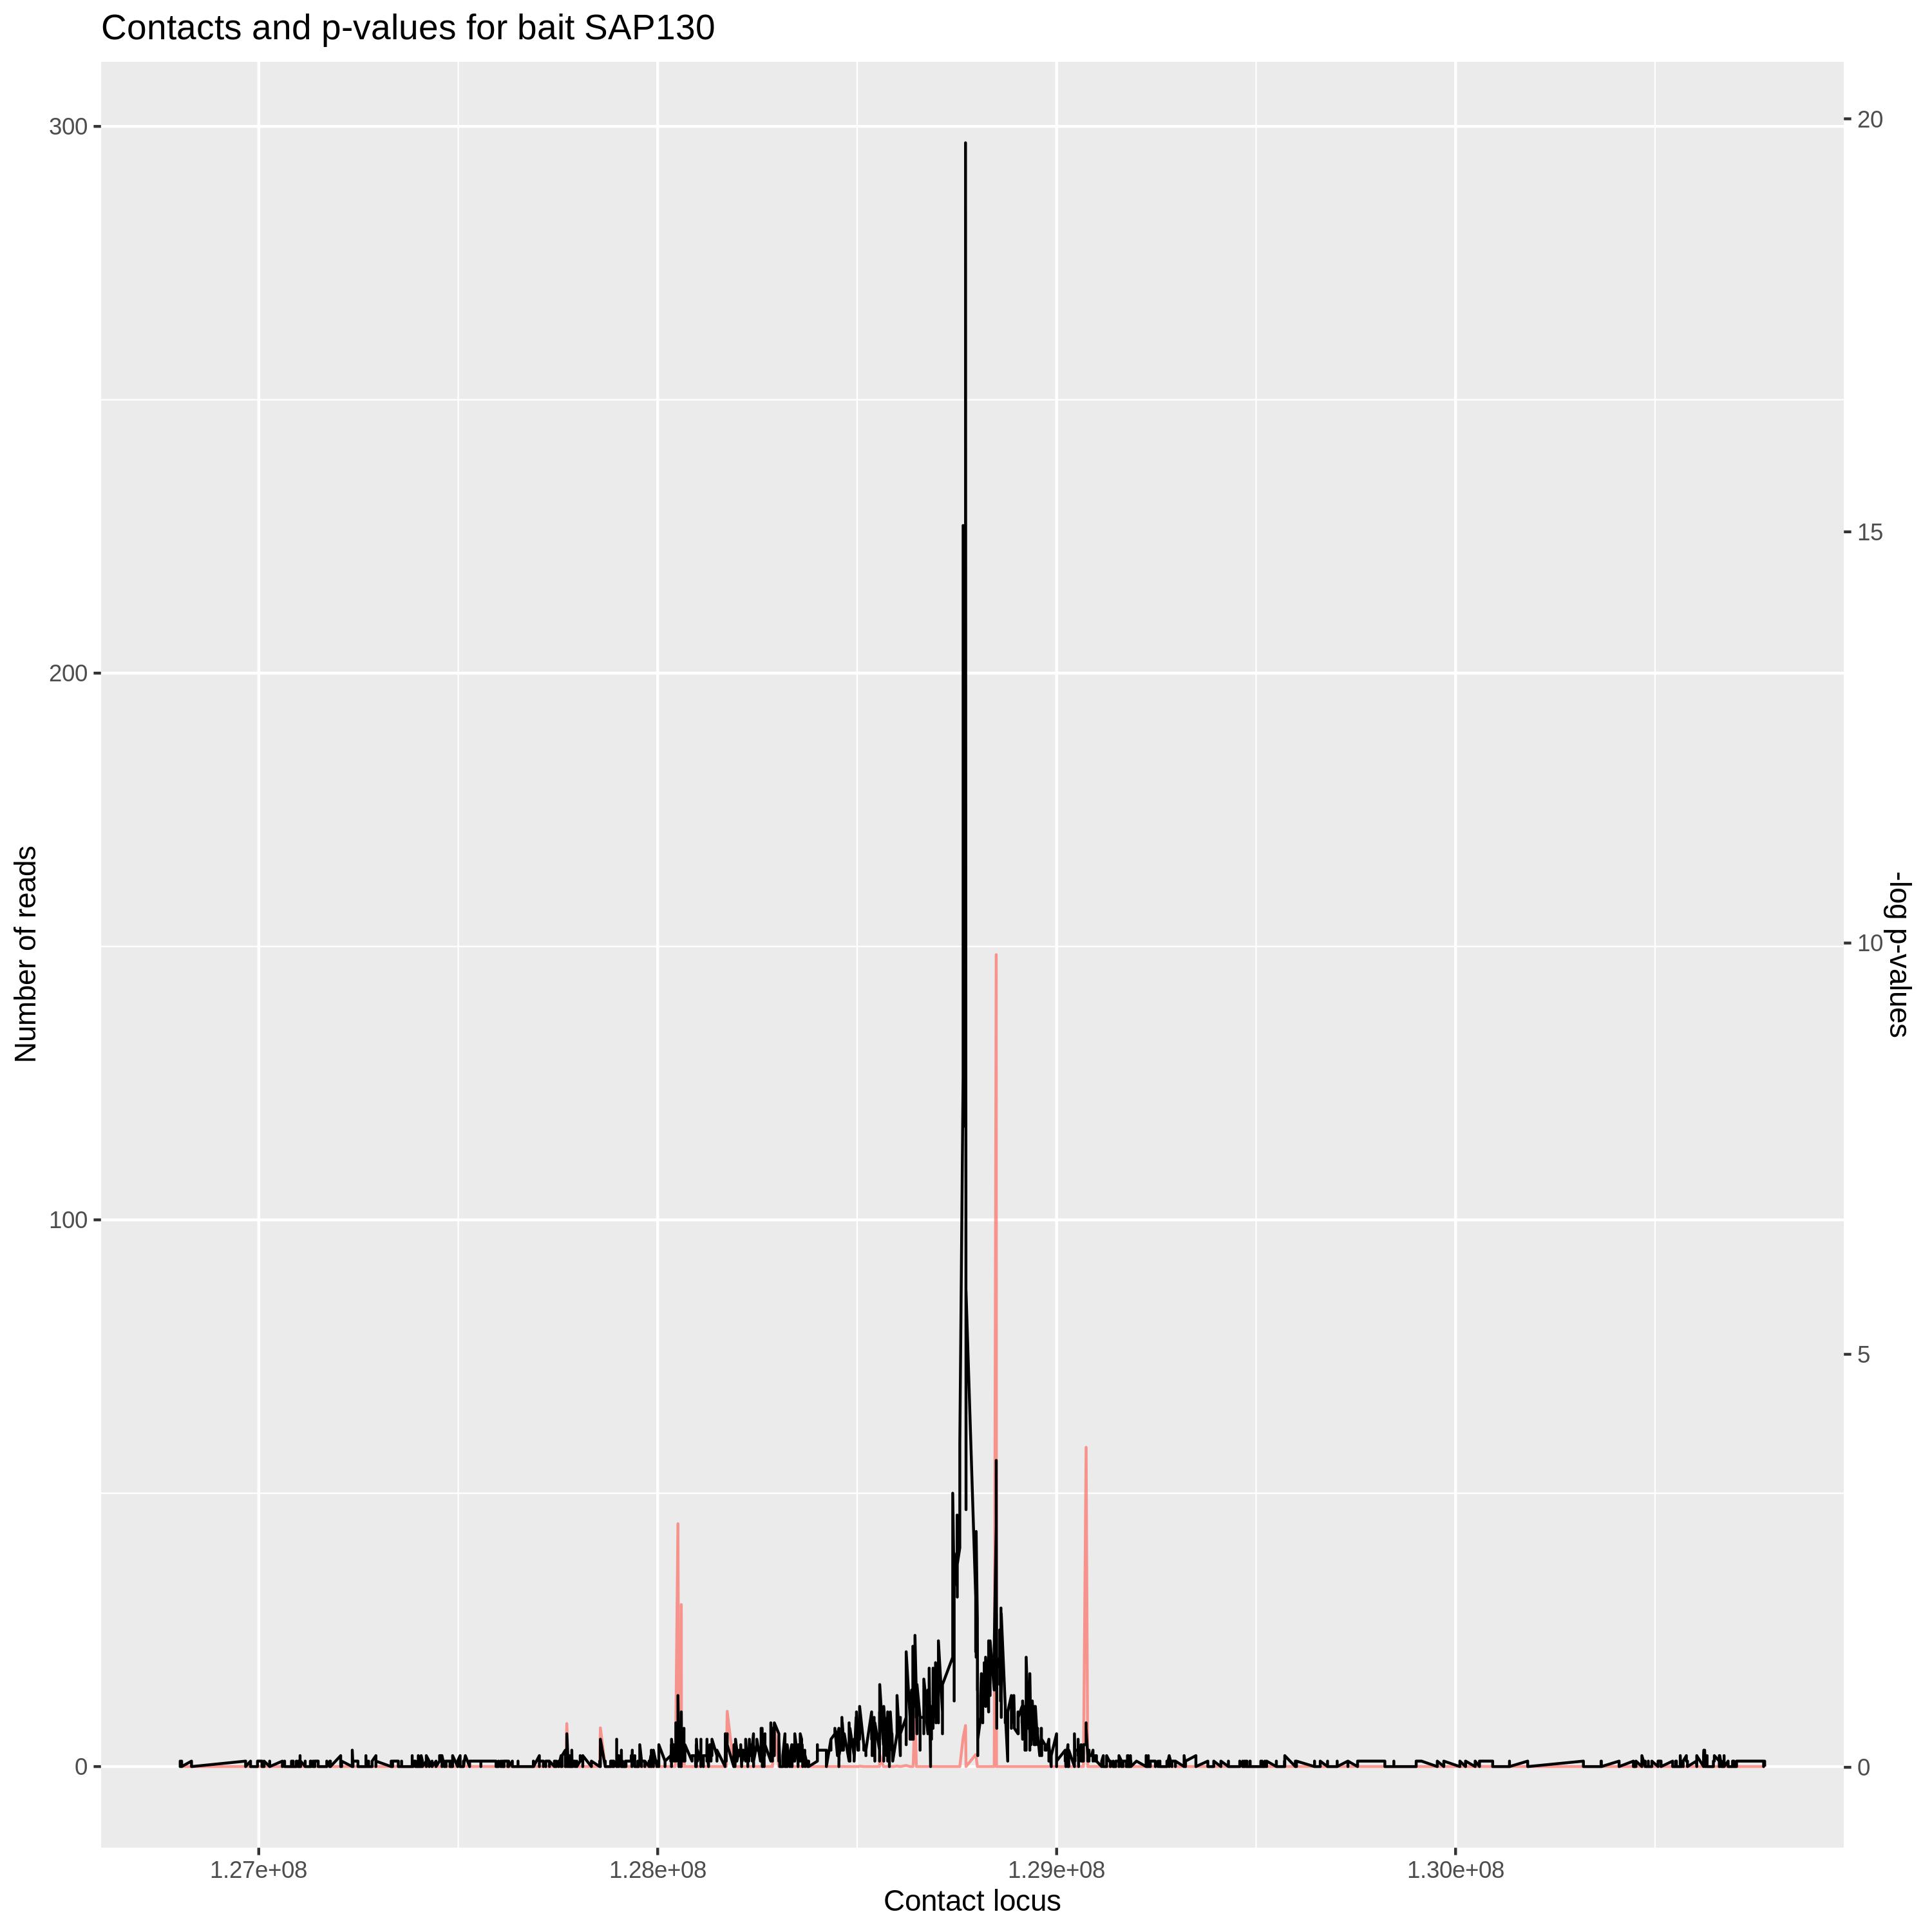 Contacts and p-values for bait SAP130
300
200
100
0
Number of reads
20
15
10
5
0
-log p-values
1.27e+08
1.28e+08
1.29e+08
1.30e+08
Contact locus